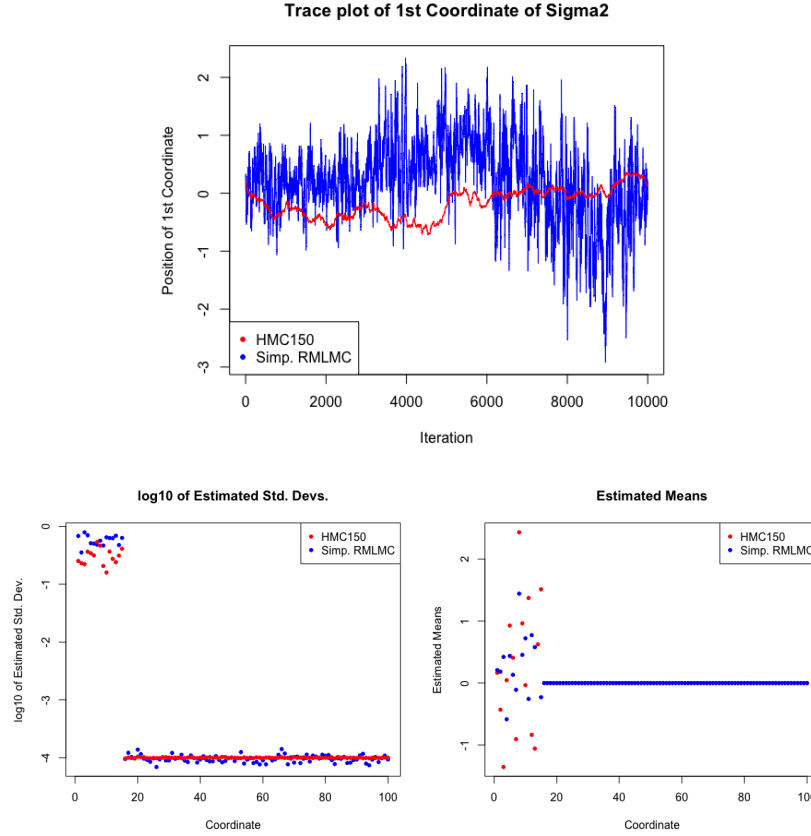 Trace plot of 1st Coordinate of Sigma2
Position of 1st Coordinate
2
1
0
-1
-2
-3
HMC150
Simp. RMLMC
0 2000 4000 6000 8000 10000
Iteration
log10 of Estimated Std. Devs.
log10 of Estimated Std. Dev.
0
-1
-2
-3
-4
HMC150
Simp. RMLMC
0 20 40 60 80 100
Coordinate
Estimated Means
Estimated Means
2
1
0
-1
HMC150
Simp. RMLMC
0 20 40 60 80 100
Coordinate